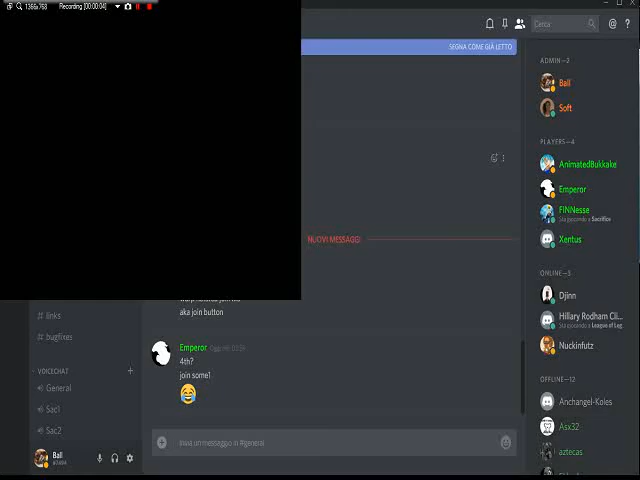 1366x768
Recording [00:00:04]
Cerca
@ ?
SEGNA COME GIÀ LETTO
NUOVI MESSAGGI
aka join button
Emperor Oggi alle
4th?
join some1
Inviа un messaggio in #general
# links
# bugfixes
VOICECHAT +
General
Sac1
Sac2
Ball
ADMIN—2
Ball
Soft
PLAYERS—4
AnimatedBukkake
Emperor
FINNesse
Sta giocando a Sacrifice
Xentus
ONLINE—3
Djinn
Hillary Rodham Cli...
Sta giocando a League of Leg
Nuckinfutz
OFFLINE—12
Anchangel-Koles
Asx32
aztecas